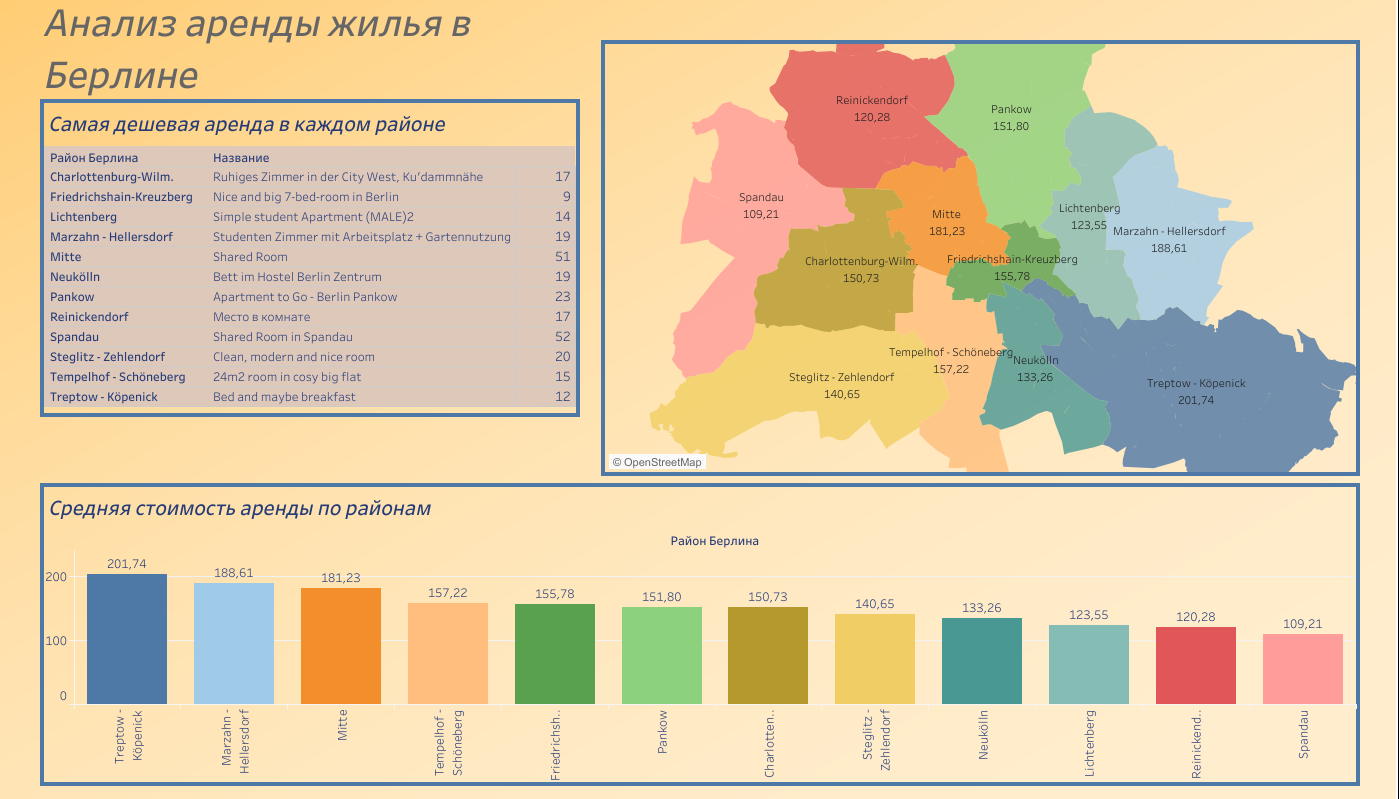 Анализ аренды жилья в
Берлине
Самая дешевая аренда в каждом районе
Район Берлина Название
Charlottenburg-Wilm. Ruhiges Zimmer in der City West, Ku'dammnähe 17
Friedrichshain-Kreuzberg Nice and big 7-bed-room in Berlin 9
Lichtenberg Simple student Apartment (MALE)2 14
Marzahn - Hellersdorf Studenten Zimmer mit Arbeitsplatz + Gartennutzung 19
Mitte Shared Room 51
Neukölln Bett im Hostel Berlin Zentrum 19
Pankow Apartment to Go - Berlin Pankow 23
Reinickendorf Место в комнате 17
Spandau Shared Room in Spandau 52
Steglitz - Zehlendorf Clean, modern and nice room 20
Tempelhof - Schöneberg 24m2 room in cosy big flat 15
Treptow - Köpenick Bed and maybe breakfast 12
Reinickendorf
120,28
Pankow
151,80
Spandau
109,21
Mitte
181,23
Lichtenberg
123,55
Marzahn - Hellersdorf
188,61
Charlottenburg-Wilm.
150,73
Friedrichshain-Kreuzberg
155,78
Tempelhof - Schöneberg
157,22
Neukölln
133,26
Steglitz - Zehlendorf
140,65
Treptow - Köpenick
201,74
© OpenStreetMap
Средняя стоимость аренды по районам
Район Берлина
201,74 188,61 181,23 157,22 155,78 151,80 150,73 140,65 133,26 123,55 120,28 109,21
200
100
0
Treptow -
Köpenick
Marzahn -
Hellersdorf
Mitte
Tempelhof -
Schöneberg
Friedrichsh..
Pankow
Charlotten..
Steglitz -
Zehlendorf
Neukölln
Lichtenberg
Reinickend..
Spandau